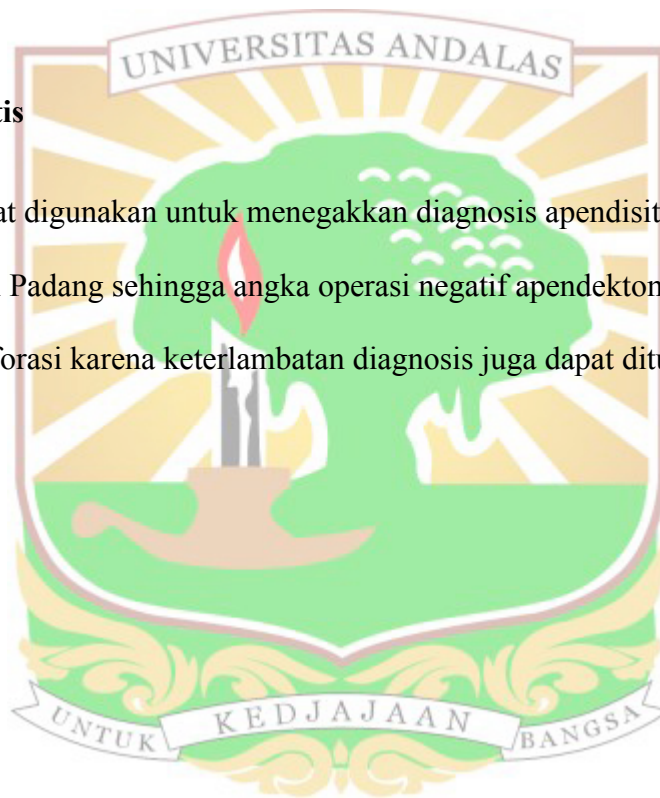 UNIVERSITAS ANDALAS
tis
at digunakan untuk menegakkan diagnosis apendisit
Padang sehingga angka operasi negatif apendekto
forasi karena keterlambatan diagnosis juga dapat ditu
UNTUK KEDJAJAAN BANGSA